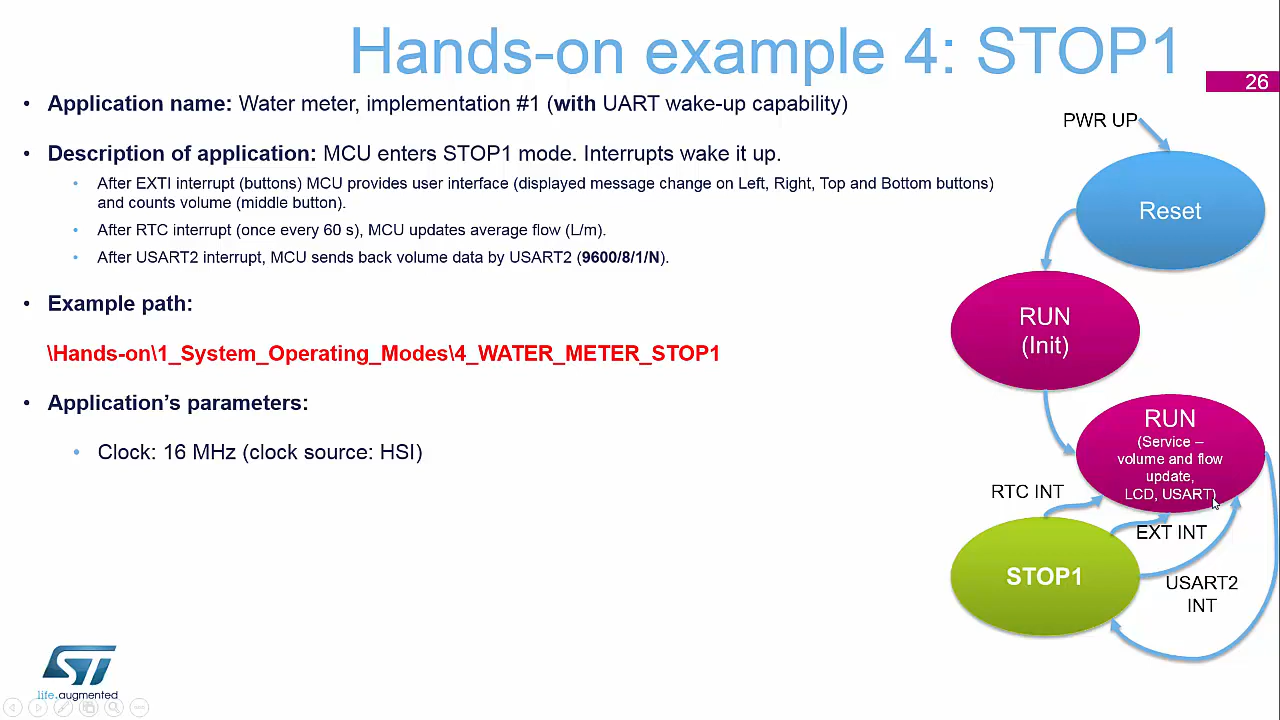 Hands-on example 4: STOP1
26
• Application name: Water meter, implementation #1 (with UART wake-up capability)
• Description of application: MCU enters STOP1 mode. Interrupts wake it up.
• After EXTI interrupt (buttons) MCU provides user interface (displayed message change on Left, Right, Top and Bottom buttons)
and counts volume (middle button).
• After RTC interrupt (once every 60 s), MCU updates average flow (L/m).
• After USART2 interrupt, MCU sends back volume data by USART2 (9600/8/1/N).
• Example path:
\Hands-on\1_System_Operating_Modes\4_WATER_METER_STOP1
• Application’s parameters:
• Clock: 16 MHz (clock source: HSI)
PWR UP
Reset
RUN
(Init)
RUN
(Service –
volume and flow
update,
LCD, USART)
RTC INT
EXT INT
STOP1
USART2
INT
ST
life.augmented